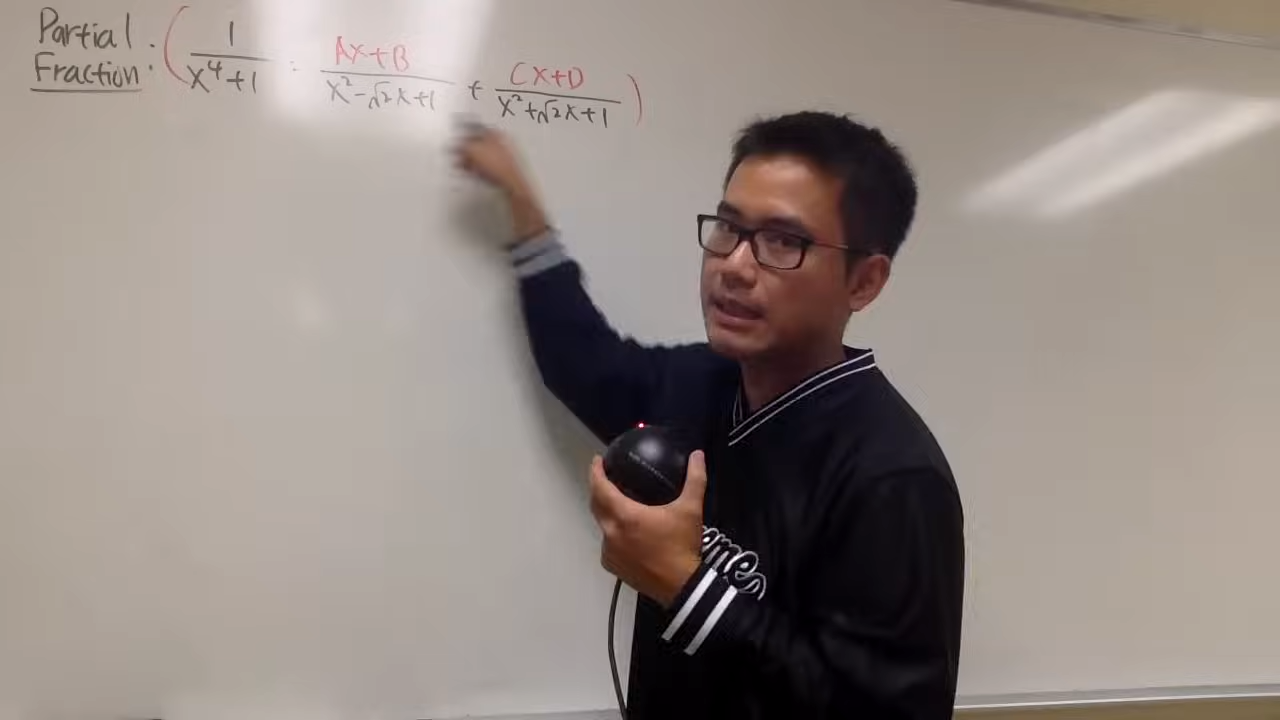 Partial
Fraction : ( 1/(x⁴+1) = (Ax+B)/(x²-√2x+1) + (Cx+D)/(x²+√2x+1) )